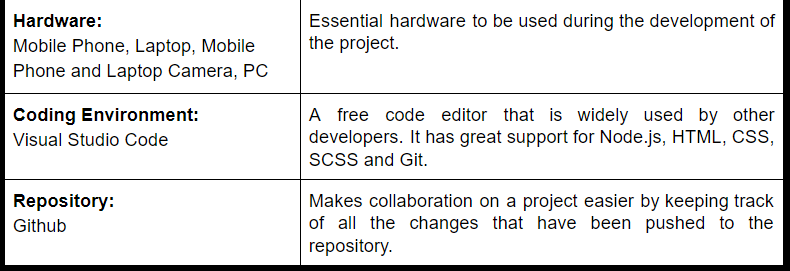 Hardware:
Mobile Phone, Laptop, Mobile
Phone and Laptop Camera, PC
Essential hardware to be used during the development of
the project.
Coding Environment:
Visual Studio Code
A free code editor that is widely used by other
developers. It has great support for Node.js, HTML, CSS,
SCSS and Git.
Repository:
Github
Makes collaboration on a project easier by keeping track
of all the changes that have been pushed to the
repository.